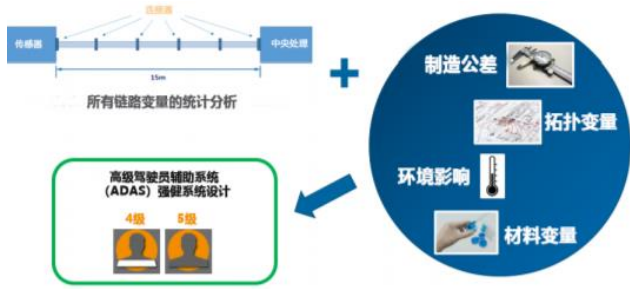 连接器
传感器
中央处理
15m
所有链路变量的统计分析
制造公差
拓扑变量
环境影响
材料变量
高级驾驶员辅助系统
（ADAS）强健系统设计
4级 5级